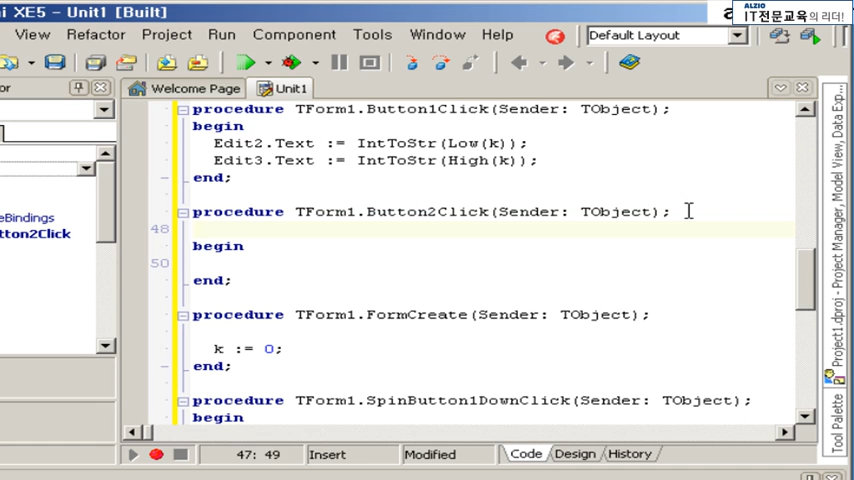 i XE5 - Unit1 [Built]
a
ALZIO
IT전문교육의 리더!
View Refactor Project Run Component Tools Window Help
Default Layout
or
Welcome Page
Unit1
procedure TForm1.Button1Click(Sender: TObject);
begin
Edit2.Text := IntToStr(Low(k));
Edit3.Text := IntToStr(High(k));
end;
procedure TForm1.Button2Click(Sender: TObject);
48
begin
50
end;
procedure TForm1.FormCreate(Sender: TObject);
k := 0;
end;
procedure TForm1.SpinButton1DownClick(Sender: TObject);
begin
eBindings
tton2Click
Project1.dproj - Project Manager, Model View, Data Exp...
Tool Palette
47: 49
Insert
Modified
Code
Design
History